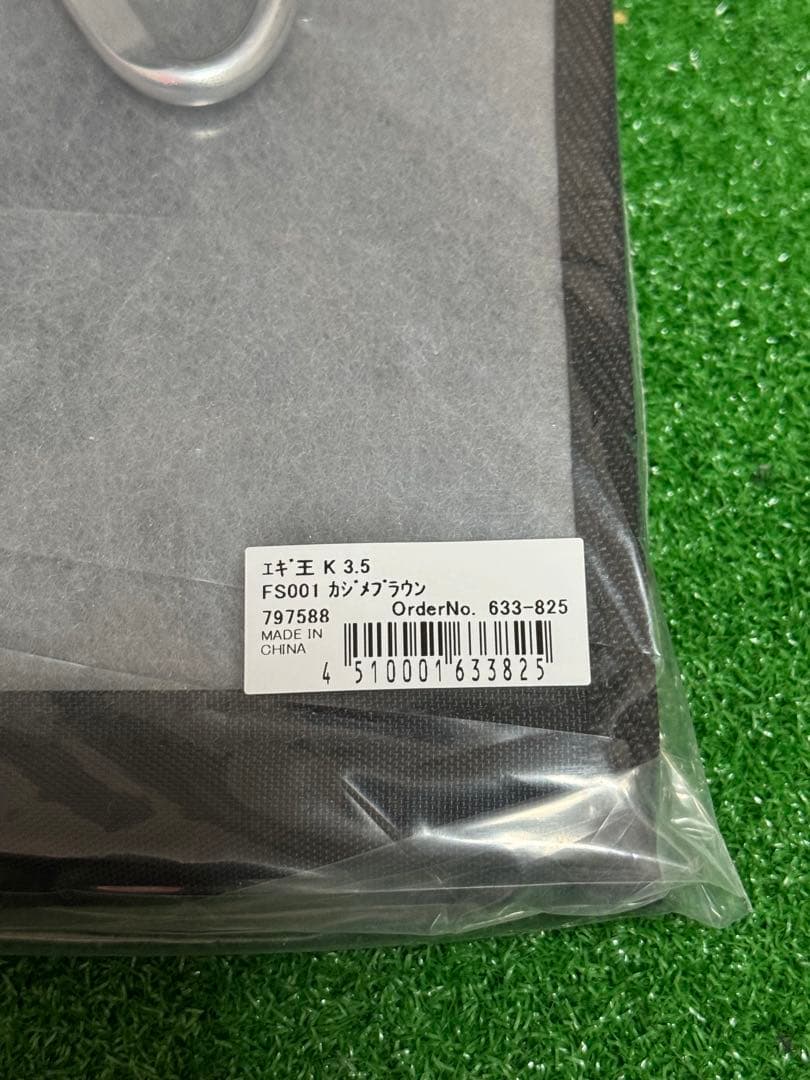 ｴｷﾞ王 K 3.5
FS001 ｶｼﾞﾒﾌﾞﾗｳﾝ
797588 OrderNo. 633-825
MADE IN
CHINA
4 510001 633825